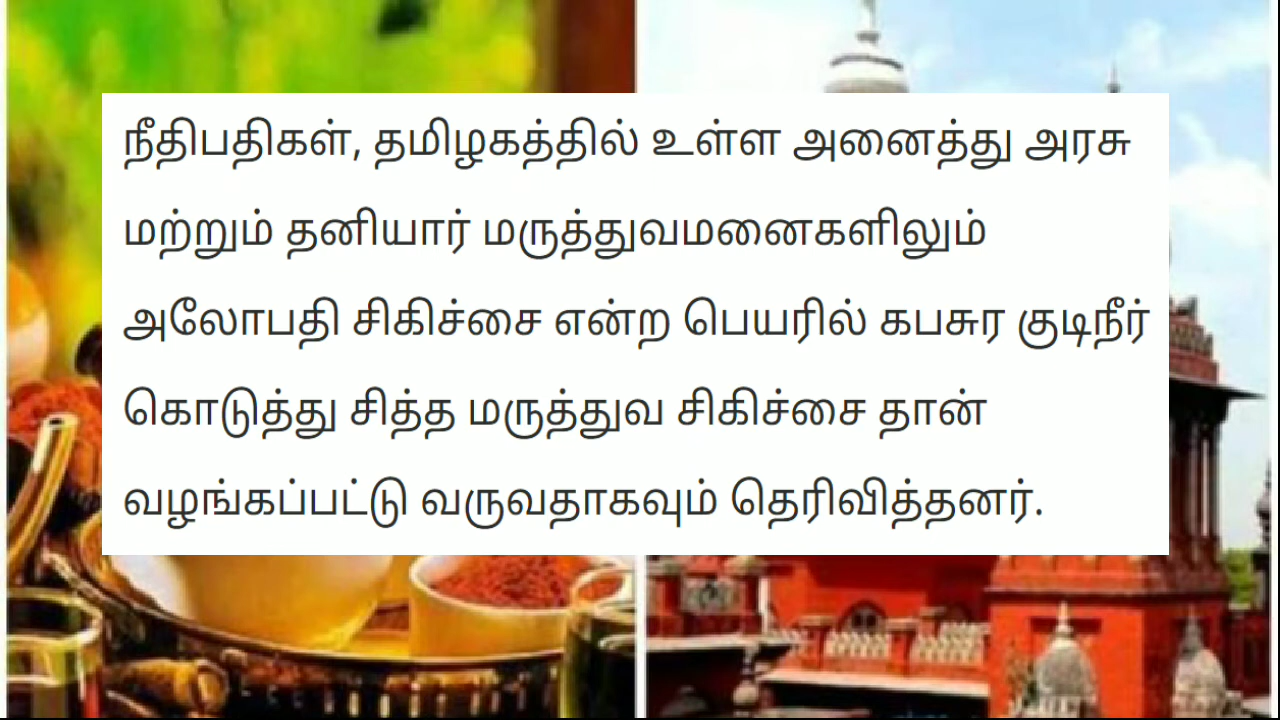 நீதிபதிகள், தமிழகத்தில் உள்ள அனைத்து அரசு
மற்றும் தனியார் மருத்துவமனைகளிலும்
அலோபதி சிகிச்சை என்ற பெயரில் கபசுர குடிநீர்
கொடுத்து சித்த மருத்துவ சிகிச்சை தான்
வழங்கப்பட்டு வருவதாகவும் தெரிவித்தனர்.